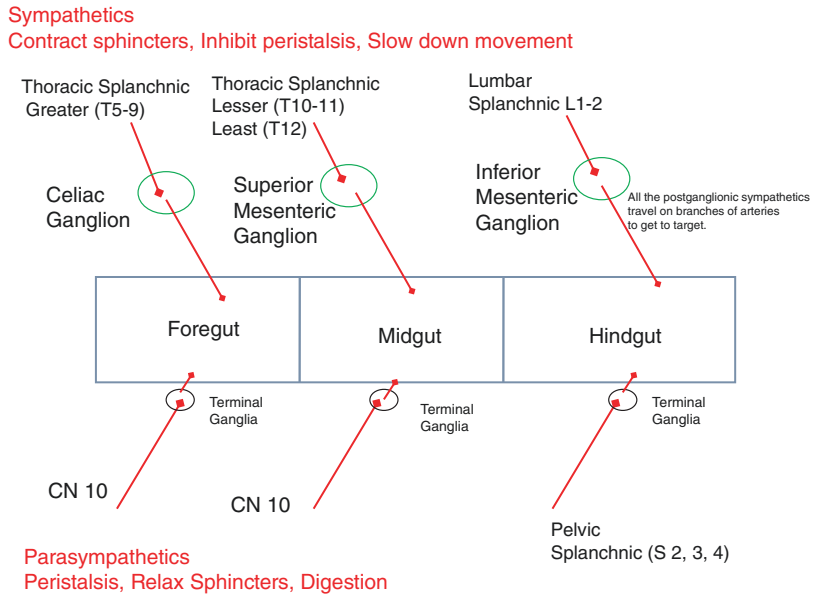 Sympathetics
Contract sphincters, Inhibit peristalsis, Slow down movement
Thoracic Splanchnic
Greater (T5-9)
Thoracic Splanchnic
Lesser (T10-11)
Least (T12)
Lumbar
Splanchnic L1-2
Celiac
Ganglion
Superior
Mesenteric
Ganglion
Inferior
Mesenteric
Ganglion
All the postganglionic sympathetics
travel on branches of arteries
to get to target.
Foregut
Midgut
Hindgut
Terminal
Ganglia
Terminal
Ganglia
Terminal
Ganglia
CN 10
CN 10
Pelvic
Splanchnic (S 2, 3, 4)
Parasympathetics
Peristalsis, Relax Sphincters, Digestion